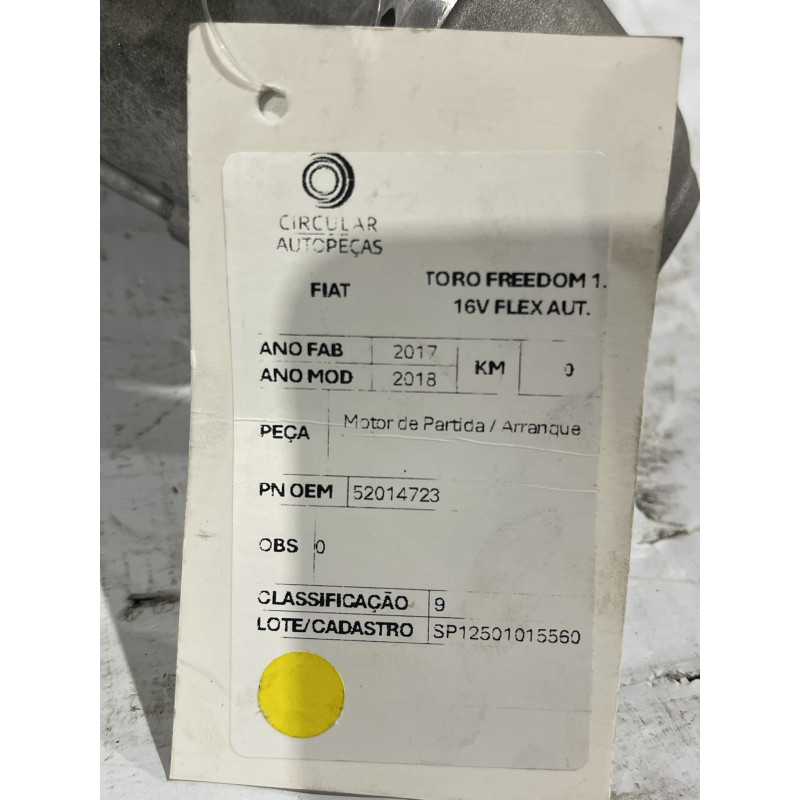 CIRCULAR
AUTOPEÇAS
FIAT
TORO FREEDOM 1.
16V FLEX AUT.
ANO FAB 2017
ANO MOD 2018
KM 0
PEÇA Motor de Partida / Arranque
PN OEM 52014723
OBS 0
CLASSIFICAÇÃO 9
LOTE/CADASTRO SP12501015560